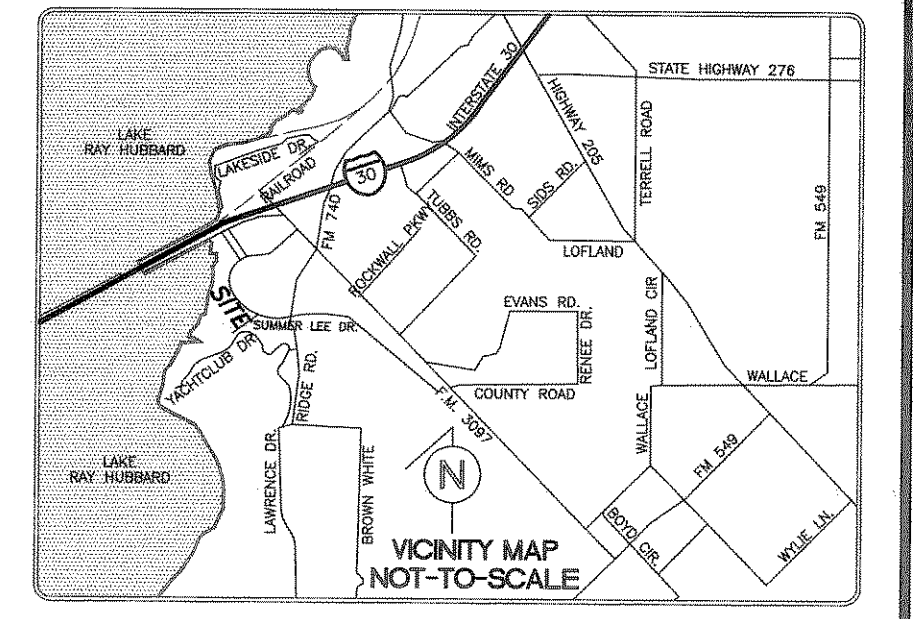 INTERSTATE 30
STATE HIGHWAY 276
HIGHWAY 205
TERRELL ROAD
FM 549
LAKE
RAY HUBBARD
LAKESIDE DR.
RAILROAD
30
MIMS RD
SIDS RD.
FM 740
TUBBS RD.
ROCKWALL PKWY
LOFLAND
SITE
EVANS RD.
RENEE DR.
LOFLAND CIR
SUMMER LEE DR.
YACHTCLUB DR.
RIDGE RD.
COUNTY ROAD
WALLACE
WALLACE
F.M. 3097
FM 549
LAKE
RAY HUBBARD
LAWRENCE DR.
BROWN WHITE
N
BOYD CIR.
WYLIE LN.
VICINITY MAP
NOT-TO-SCALE